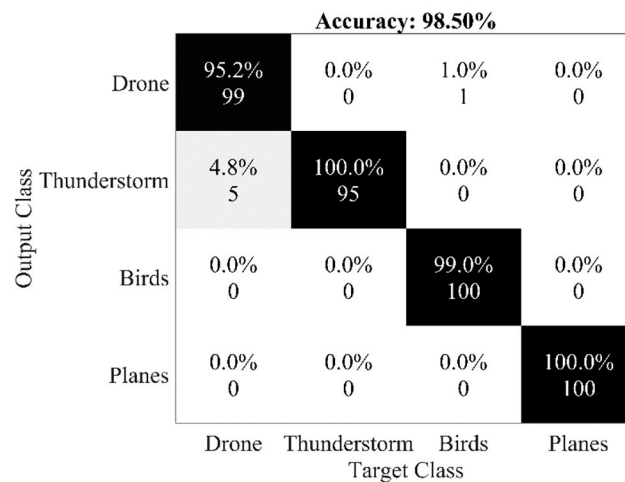 Accuracy: 98.50%
Drone
95.2% 0.0% 1.0% 0.0%
99 0 1 0
Thunderstorm
4.8% 100.0% 0.0% 0.0%
5 95 0 0
Output Class
Birds
0.0% 0.0% 99.0% 0.0%
0 0 100 0
Planes
0.0% 0.0% 0.0% 100.0%
0 0 0 100
Drone Thunderstorm Birds Planes
Target Class